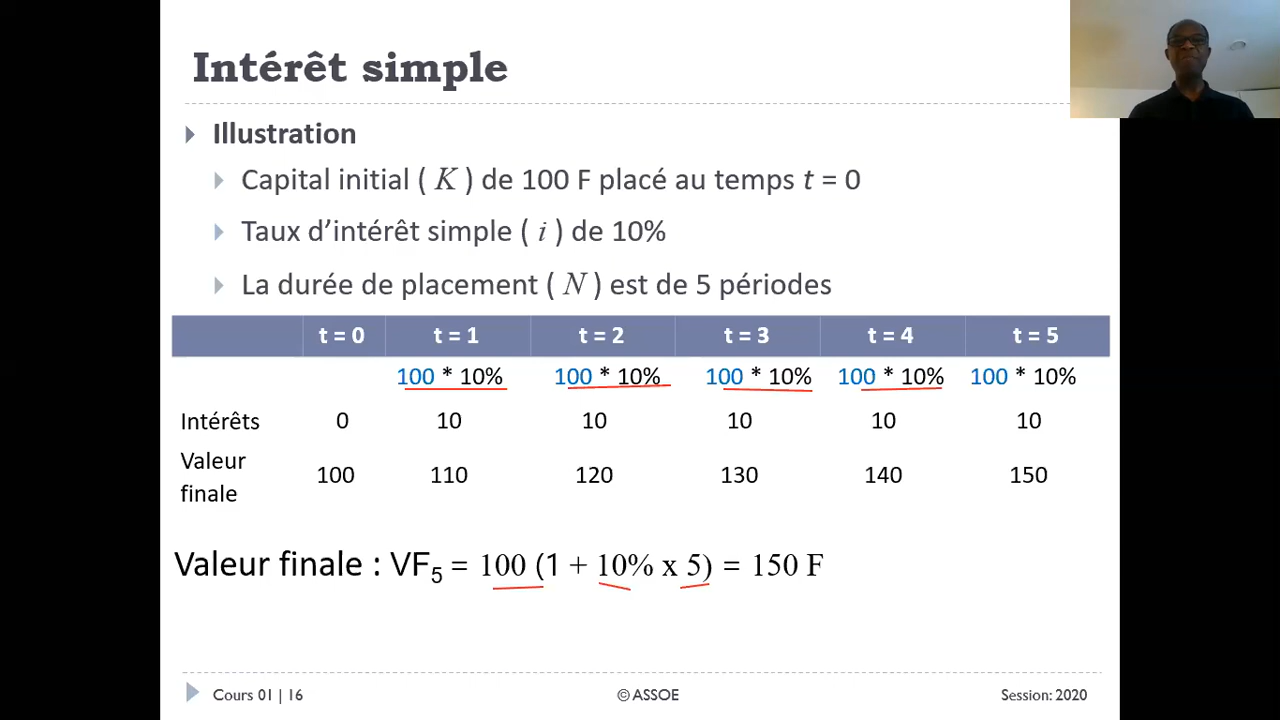 Intérêt simple
Illustration
Capital initial ( K ) de 100 F placé au temps t = 0
Taux d’intérêt simple ( i ) de 10%
La durée de placement ( N ) est de 5 périodes
t = 0 t = 1 t = 2 t = 3 t = 4 t = 5
100 * 10% 100 * 10% 100 * 10% 100 * 10% 100 * 10%
Intérêts 0 10 10 10 10 10
Valeur
finale 100 110 120 130 140 150
Valeur finale : VF₅ = 100 (1 + 10% x 5) = 150 F
Cours 01 | 16 © ASSOE Session: 2020